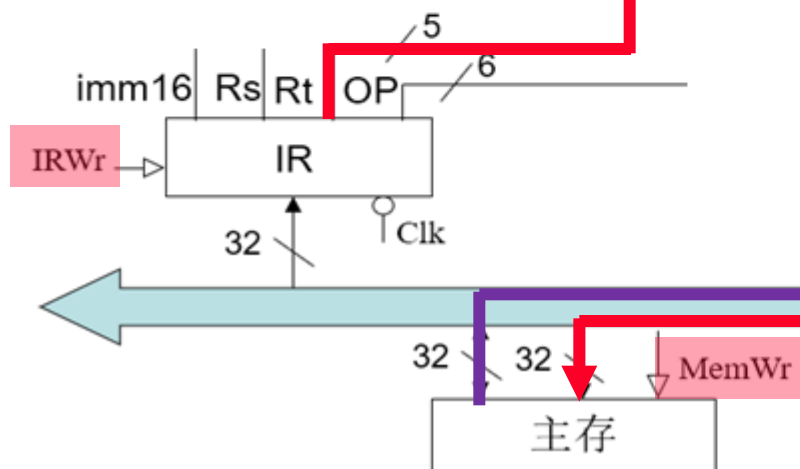 5
6
imm16 Rs Rt OP
IRWr
IR
32
Clk
32
32
MemWr
主存